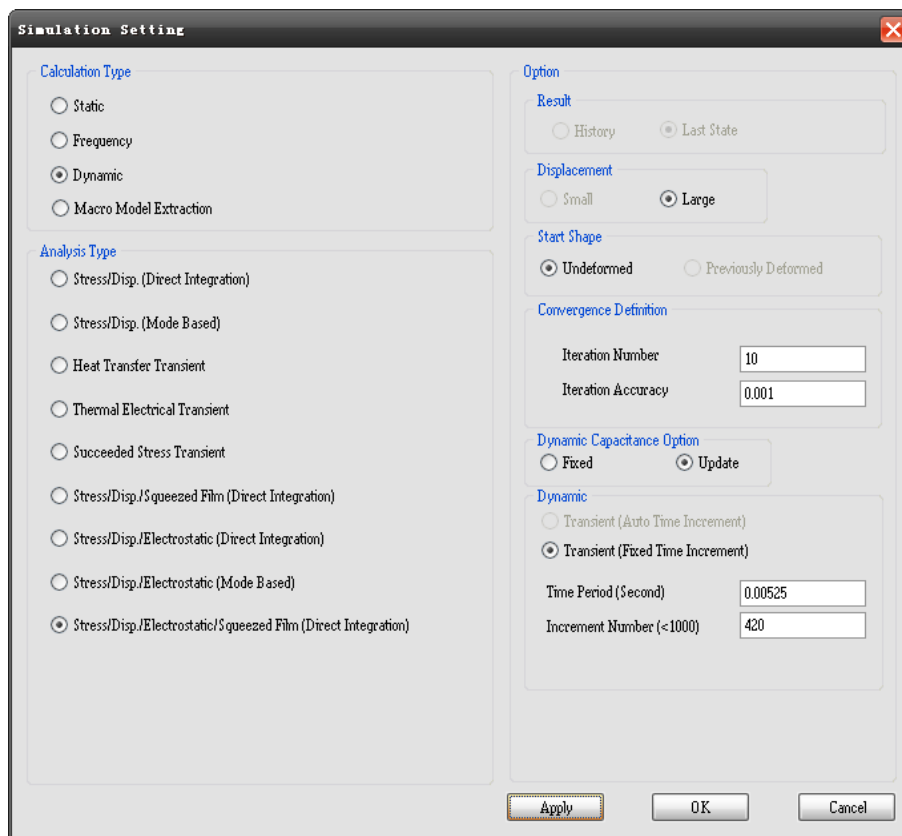 Simulation Setting
Calculation Type
Static
Frequency
Dynamic
Macro Model Extraction
Analysis Type
Stress/Disp. (Direct Integration)
Stress/Disp. (Mode Based)
Heat Transfer Transient
Thermal Electrical Transient
Succeeded Stress Transient
Stress/Disp./Squeezed Film (Direct Integration)
Stress/Disp./Electrostatic (Direct Integration)
Stress/Disp./Electrostatic (Mode Based)
Stress/Disp./Electrostatic/Squeezed Film (Direct Integration)
Option
Result
History Last State
Displacement
Small Large
Start Shape
Undeformed Previously Deformed
Convergence Definition
Iteration Number 10
Iteration Accuracy 0.001
Dynamic Capacitance Option
Fixed Update
Dynamic
Transient (Auto Time Increment)
Transient (Fixed Time Increment)
Time Period (Second) 0.00525
Increment Number (<1000) 420
Apply OK Cancel